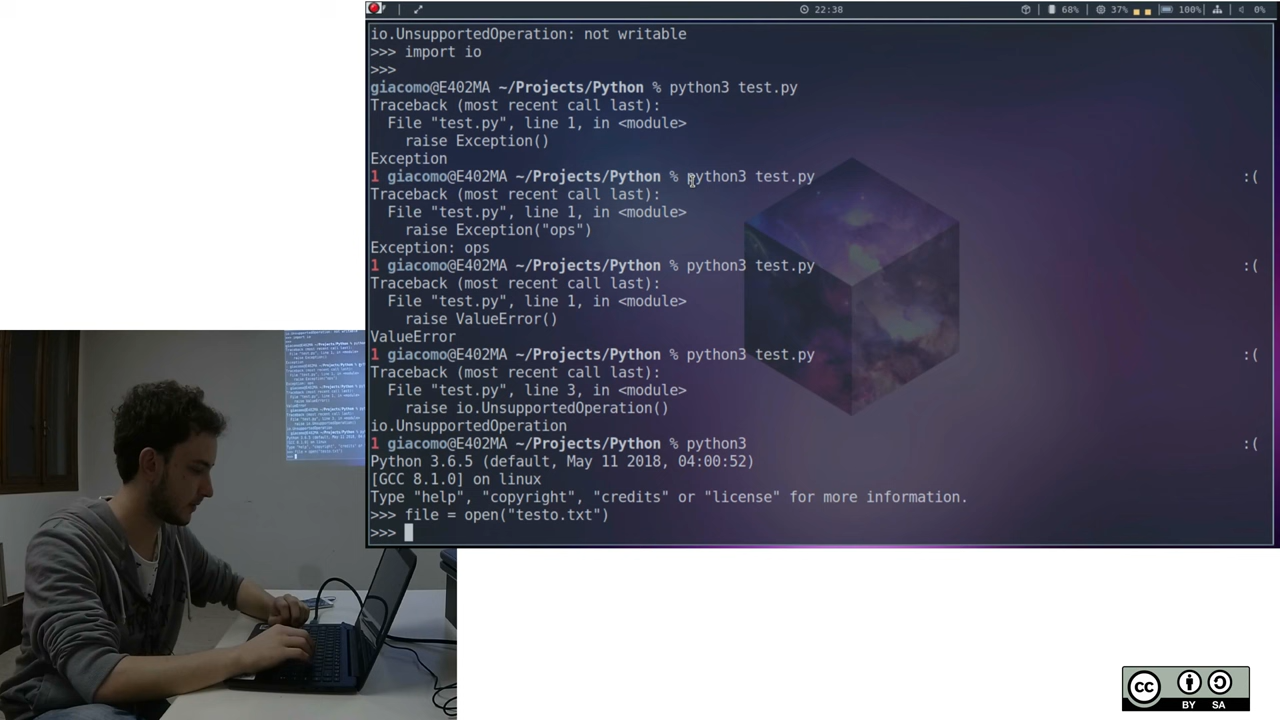 22:38
68%
37%
100%
0%
io.UnsupportedOperation: not writable
>>> import io
>>>
giacomo@E402MA ~/Projects/Python % python3 test.py
Traceback (most recent call last):
File "test.py", line 1, in <module>
raise Exception()
Exception
1 giacomo@E402MA ~/Projects/Python % python3 test.py :(
Traceback (most recent call last):
File "test.py", line 1, in <module>
raise Exception("ops")
Exception: ops
1 giacomo@E402MA ~/Projects/Python % python3 test.py :(
Traceback (most recent call last):
File "test.py", line 1, in <module>
raise ValueError()
ValueError
1 giacomo@E402MA ~/Projects/Python % python3 test.py :(
Traceback (most recent call last):
File "test.py", line 3, in <module>
raise io.UnsupportedOperation()
io.UnsupportedOperation
1 giacomo@E402MA ~/Projects/Python % python3 :(
Python 3.6.5 (default, May 11 2018, 04:00:52)
[GCC 8.1.0] on linux
Type "help", "copyright", "credits" or "license" for more information.
>>> file = open("testo.txt")
>>>
cc
BY SA